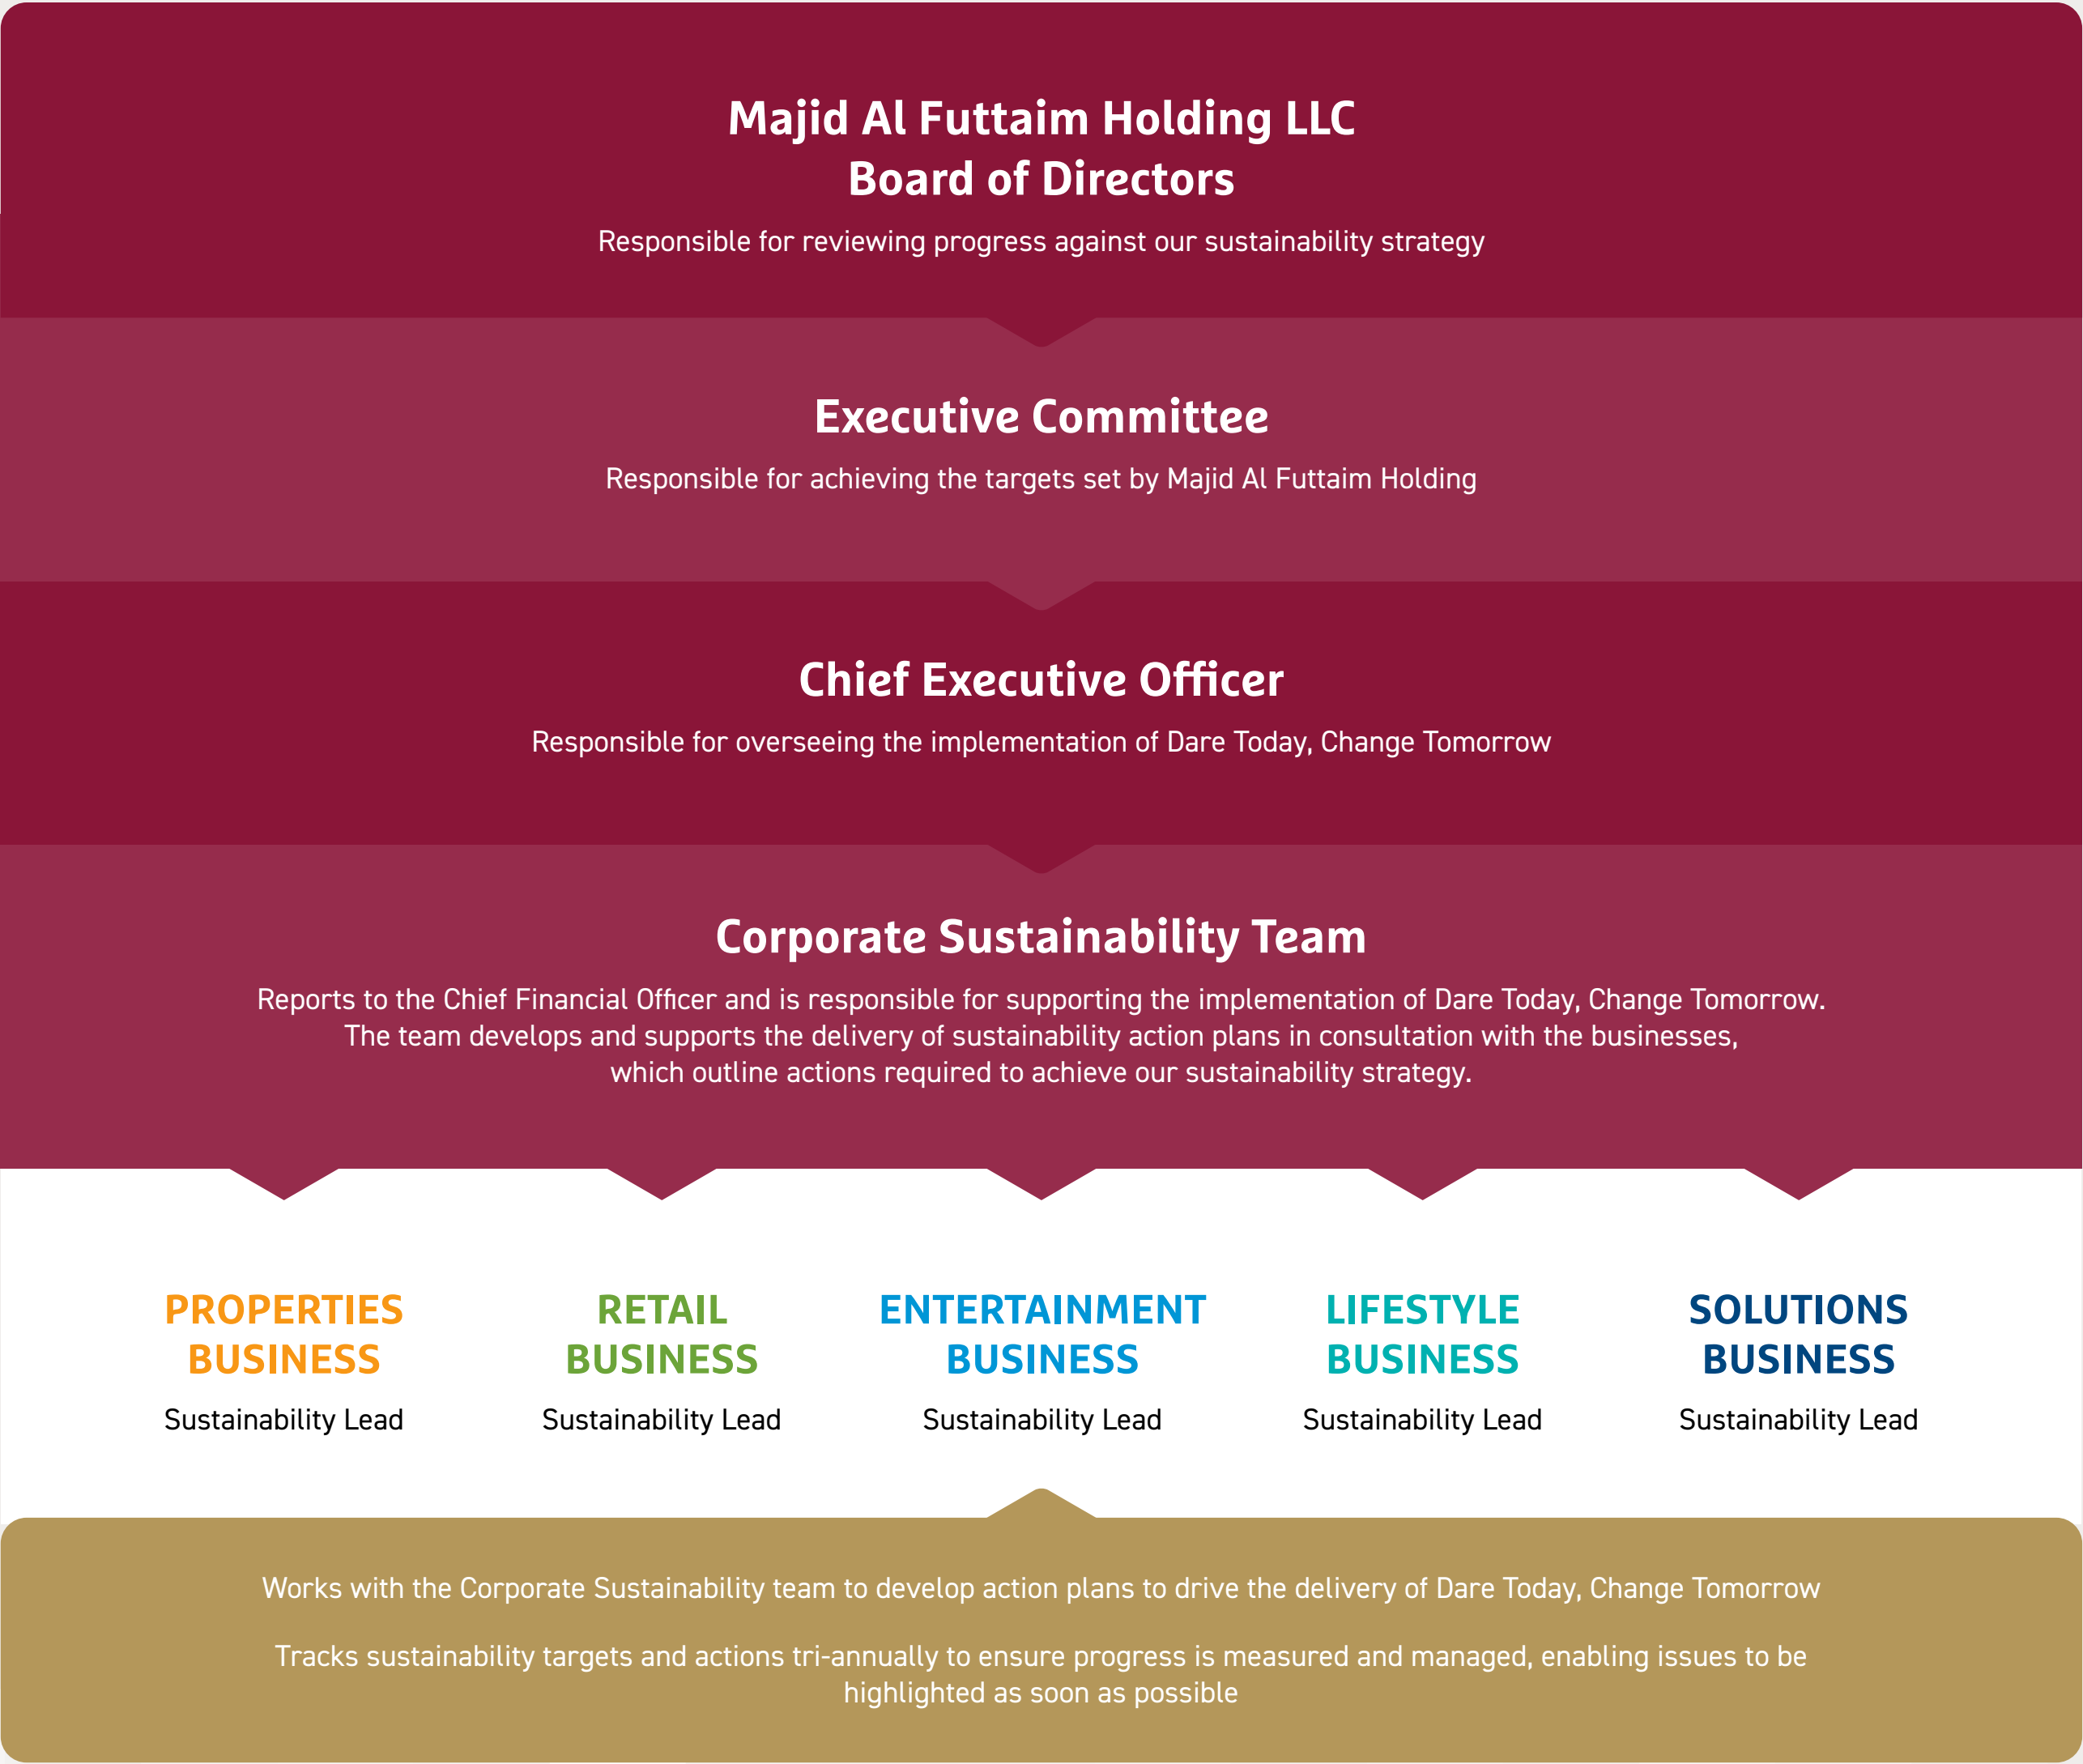 Majid Al Futtaim Holding LLC
Board of Directors
Responsible for reviewing progress against our sustainability strategy
Executive Committee
Responsible for achieving the targets set by Majid Al Futtaim Holding
Chief Executive Officer
Responsible for overseeing the implementation of Dare Today, Change Tomorrow
Corporate Sustainability Team
Reports to the Chief Financial Officer and is responsible for supporting the implementation of Dare Today, Change Tomorrow.
The team develops and supports the delivery of sustainability action plans in consultation with the businesses,
which outline actions required to achieve our sustainability strategy.
PROPERTIES
BUSINESS
Sustainability Lead
RETAIL
BUSINESS
Sustainability Lead
ENTERTAINMENT
BUSINESS
Sustainability Lead
LIFESTYLE
BUSINESS
Sustainability Lead
SOLUTIONS
BUSINESS
Sustainability Lead
Works with the Corporate Sustainability team to develop action plans to drive the delivery of Dare Today, Change Tomorrow
Tracks sustainability targets and actions tri-annually to ensure progress is measured and managed, enabling issues to be
highlighted as soon as possible